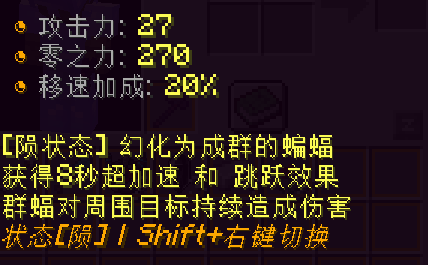 攻击力: 27
零之力: 270
移速加成: 20%
[陨状态] 幻化为成群的蝙蝠
获得8秒超加速 和 跳跃效果
群蝠对周围目标持续造成伤害
状态[陨] | Shift+右键切换